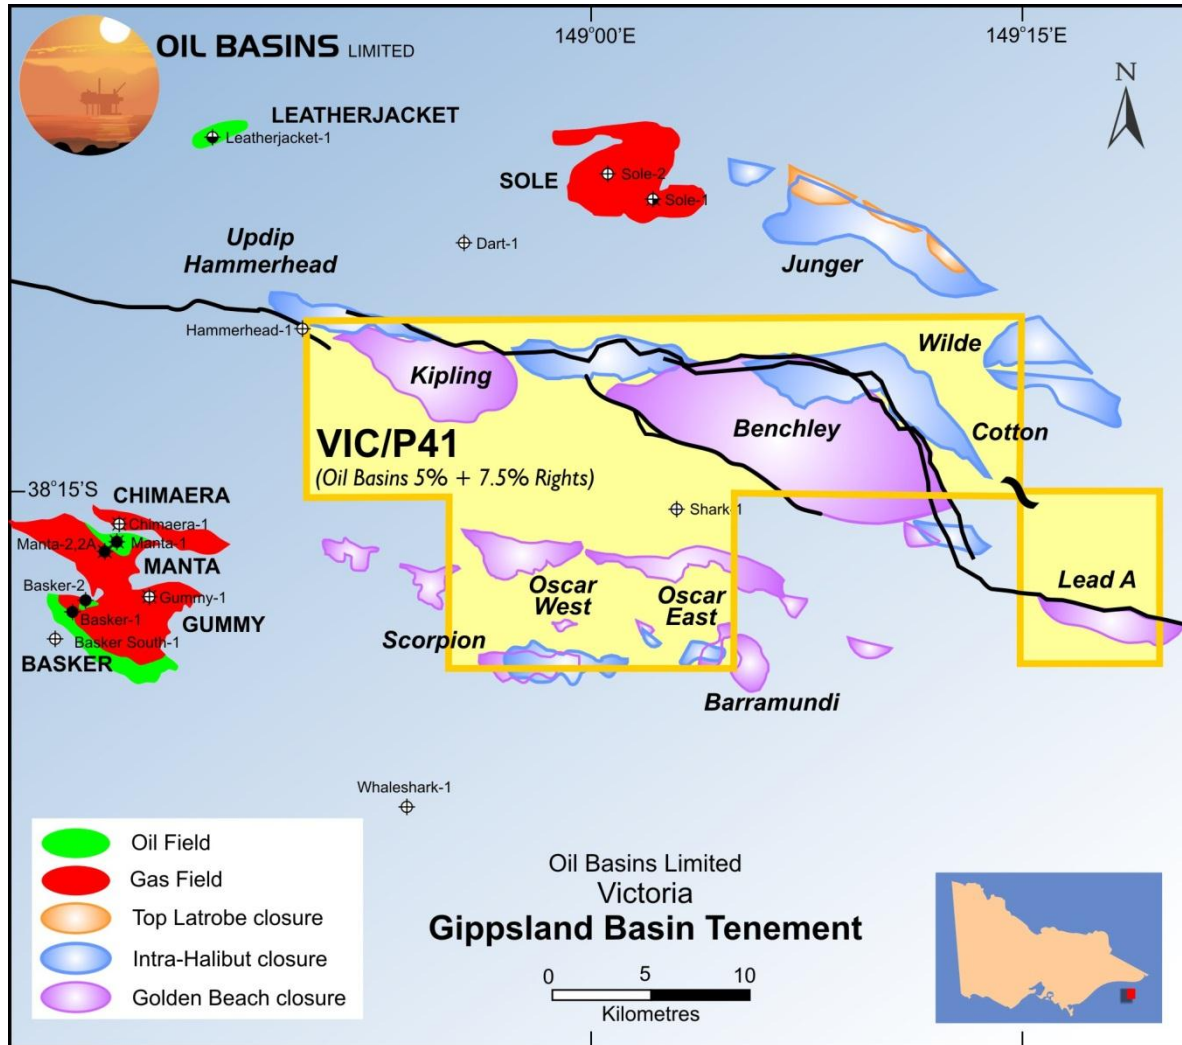 149°00'E
149°15'E
OIL BASINS LIMITED
N
LEATHERJACKET
Leatherjacket-1
SOLE
Sole-2
Sole-1
Updip
Hammerhead
Dart-1
Junger
Hammerhead-1
Wilde
Kipling
Benchley
Cotton
VIC/P41
(Oil Basins 5% + 7.5% Rights)
38°15'S
CHIMAERA
Chimaera-1
Shark-1
Manta-2,2A
Manta-1
MANTA
Basker-2
Gummy-1
Basker-1
GUMMY
Basker South-1
BASKER
Oscar
West
Oscar
East
Lead A
Scorpion
Barramundi
Whaleshark-1
Oil Field
Gas Field
Top Latrobe closure
Intra-Halibut closure
Golden Beach closure
Oil Basins Limited
Victoria
Gippsland Basin Tenement
0 5 10
Kilometres